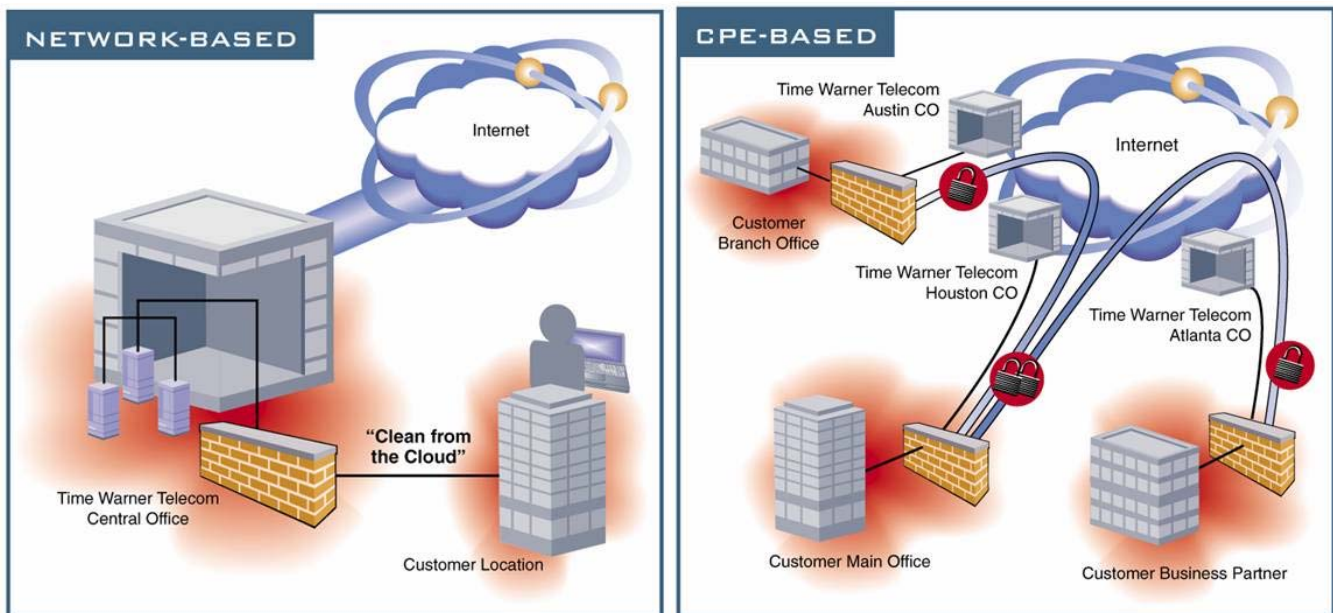 NETWORK-BASED
Internet
"Clean from
the Cloud"
Time Warner Telecom
Central Office
Customer Location
CPE-BASED
Time Warner Telecom
Austin CO
Internet
Customer
Branch Office
Time Warner Telecom
Houston CO
Time Warner Telecom
Atlanta CO
Customer Main Office
Customer Business Partner